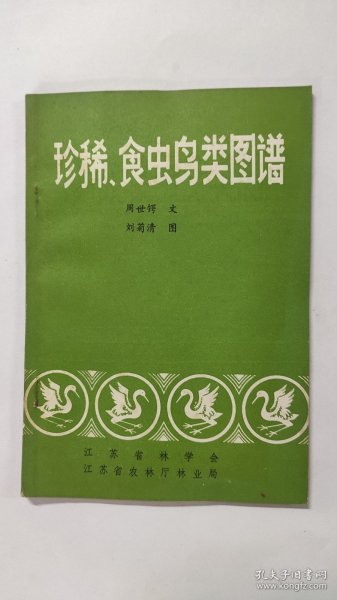 珍稀、食虫鸟类图谱
周世锷 文
刘菊清 图
江苏省林学会
江苏省农林厅林业局
孔夫子旧书网